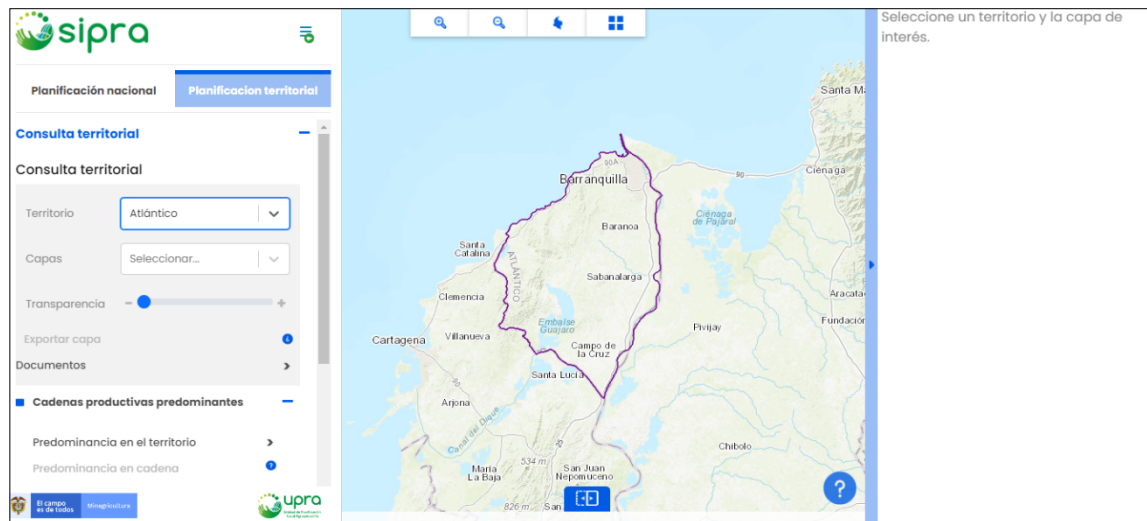 sipra
Planificación nacional
Planificacion territorial
Consulta territorial
Consulta territorial
Territorio
Atlántico
Capas
Seleccionar...
Transparencia
Exportar capa
Documentos
Cadenas productivas predominantes
Predominancia en el territorio
Predominancia en cadena
El campo
es de todos
Minagricultura
upra
Santa M
90A
Barranquilla
90
Ciénaga
Ciénaga
de Pajaral
Baranoa
Santa
Catalina
ATLÁNTICO
Sabanalarga
Clemencia
Aracata
Embalse
Guajaro
Fundación
Pivijay
Cartagena
Villanueva
Campo de
la Cruz
Santa Lucía
90
Arjona
Canal del Dique
25
Chibolo
María
La Baja
534 m
San Juan
Nepomuceno
826 m
San
?
Seleccione un territorio y la capa de
interés.